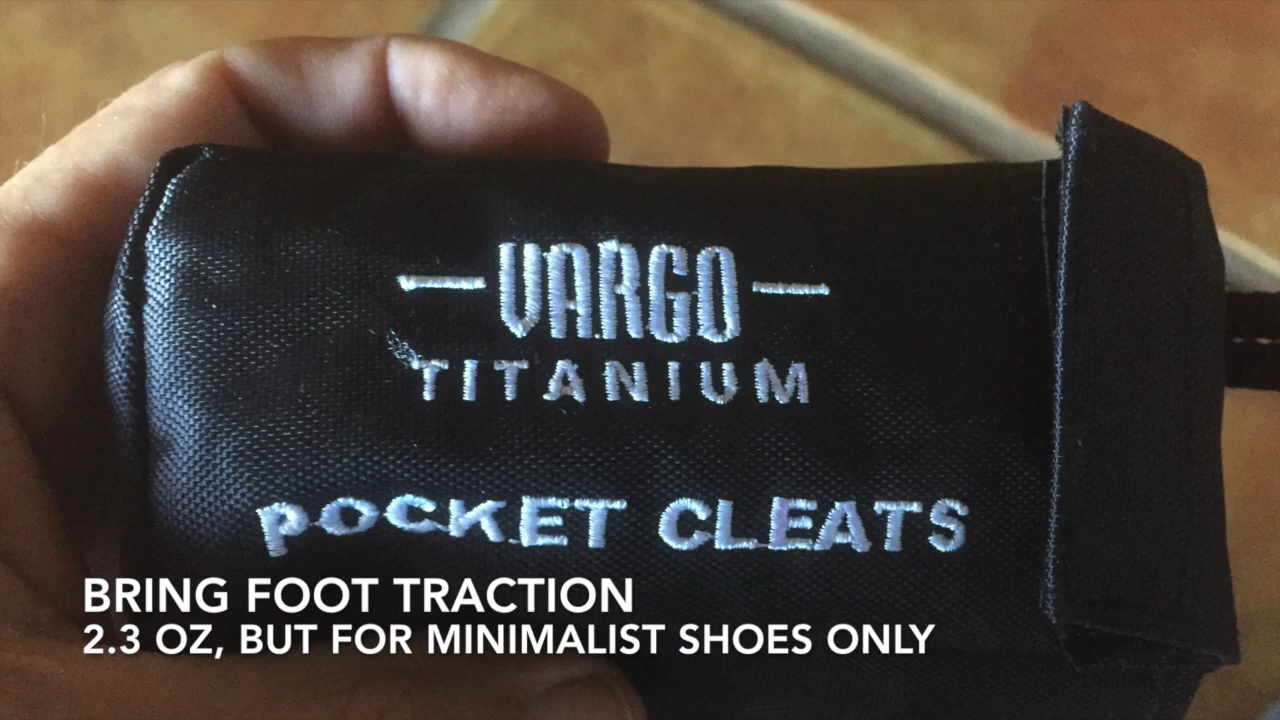 VARGO
TITANIUM
POCKET CLEATS
BRING FOOT TRACTION
2.3 OZ, BUT FOR MINIMALIST SHOES ONLY